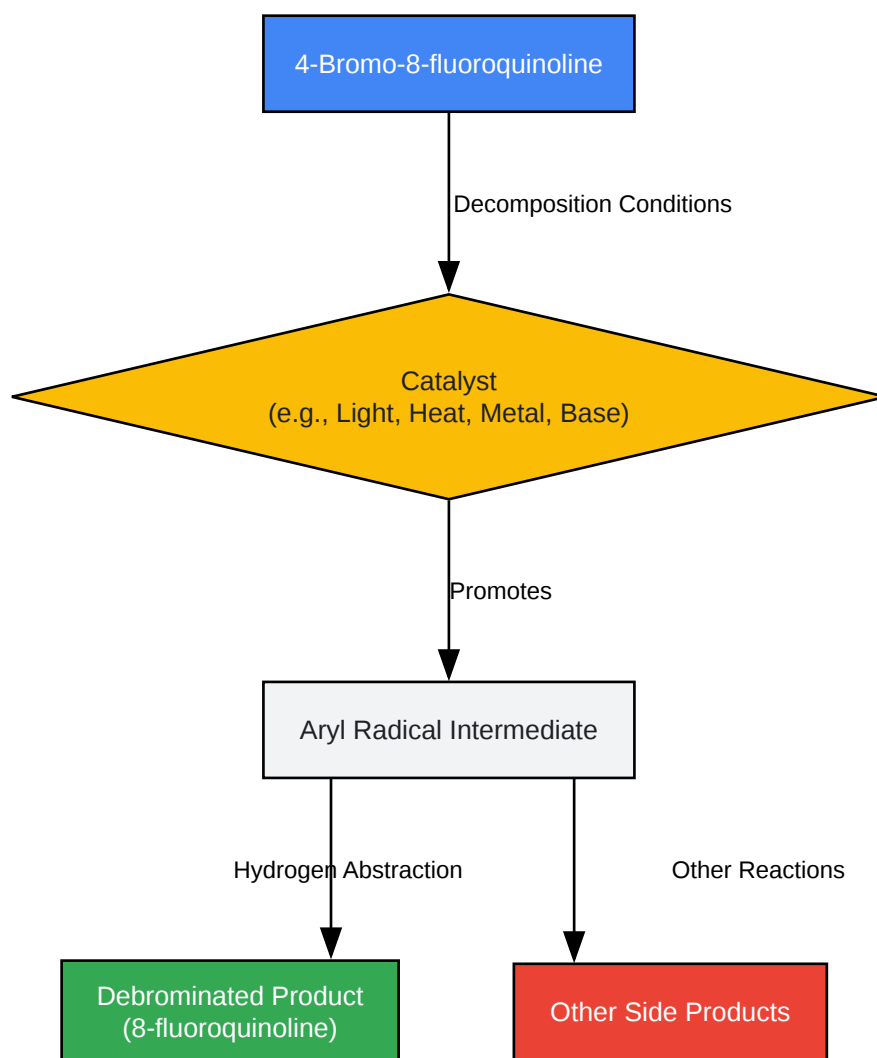 4-Bromo-8-fluoroquinoline
Decomposition Conditions
Catalyst
(e.g., Light, Heat, Metal, Base)
Promotes
Aryl Radical Intermediate
Hydrogen Abstraction
Other Reactions
Debrominated Product
(8-fluoroquinoline)
Other Side Products